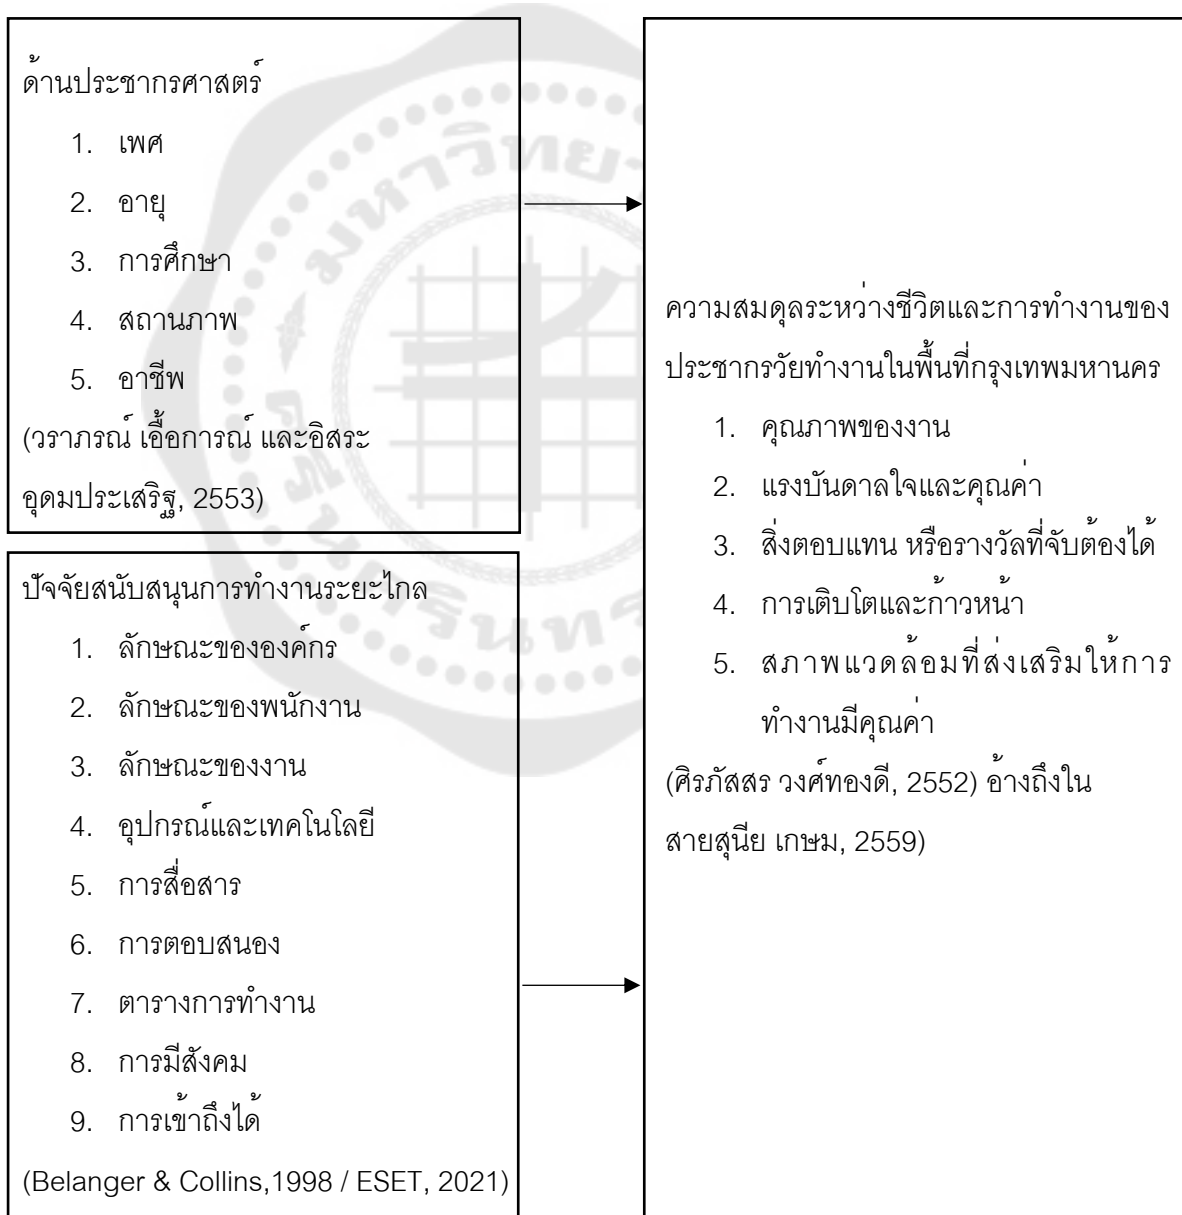 ด้านประชากรศาสตร์
1. เพศ
2. อายุ
3. การศึกษา
4. สถานภาพ
5. อาชีพ
(วราภรณ์ เอื้อการณ์ และอิสระ
อุดมประเสริฐ, 2553)
ปัจจัยสนับสนุนการทำงานระยะไกล
1. ลักษณะขององค์กร
2. ลักษณะของพนักงาน
3. ลักษณะของงาน
4. อุปกรณ์และเทคโนโลยี
5. การสื่อสาร
6. การตอบสนอง
7. ตารางการทำงาน
8. การมีสังคม
9. การเข้าถึงได้
(Belanger & Collins,1998 / ESET, 2021)
ความสมดุลระหว่างชีวิตและการทำงานของ
ประชากรวัยทำงานในพื้นที่กรุงเทพมหานคร
1. คุณภาพของงาน
2. แรงบันดาลใจและคุณค่า
3. สิ่งตอบแทน หรือรางวัลที่จับต้องได้
4. การเติบโตและก้าวหน้า
5. สภาพแวดล้อมที่ส่งเสริมให้การ
ทำงานมีคุณค่า
(ศิรภัสสร วงศ์ทองดี, 2552) อ้างถึงใน
สายสุนีย เกษม, 2559)